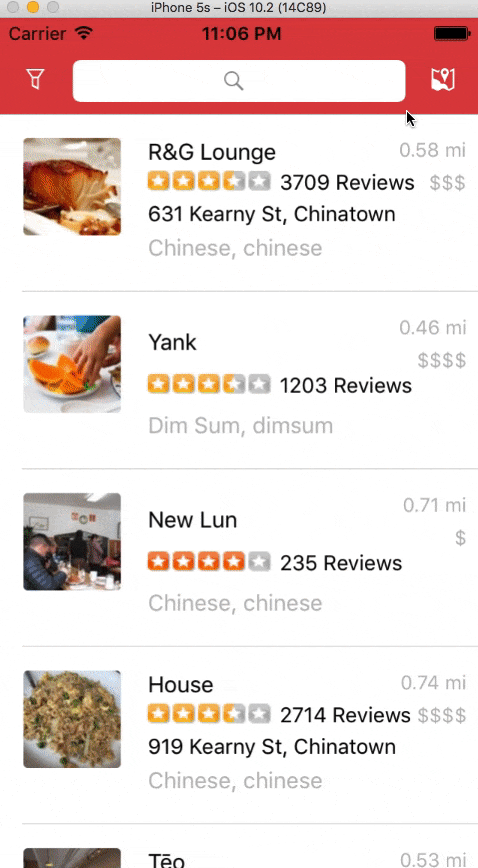 iPhone 5s – iOS 10.2 (14C89)
Carrier 11:06 PM
R&G Lounge 0.58 mi
3709 Reviews $$$
631 Kearny St, Chinatown
Chinese, chinese
0.46 mi
Yank
$$$$
1203 Reviews
Dim Sum, dimsum
0.71 mi
New Lun
$
235 Reviews
Chinese, chinese
House 0.74 mi
2714 Reviews $$$$
919 Kearny St, Chinatown
Chinese, chinese
Tēo 0.53 mi